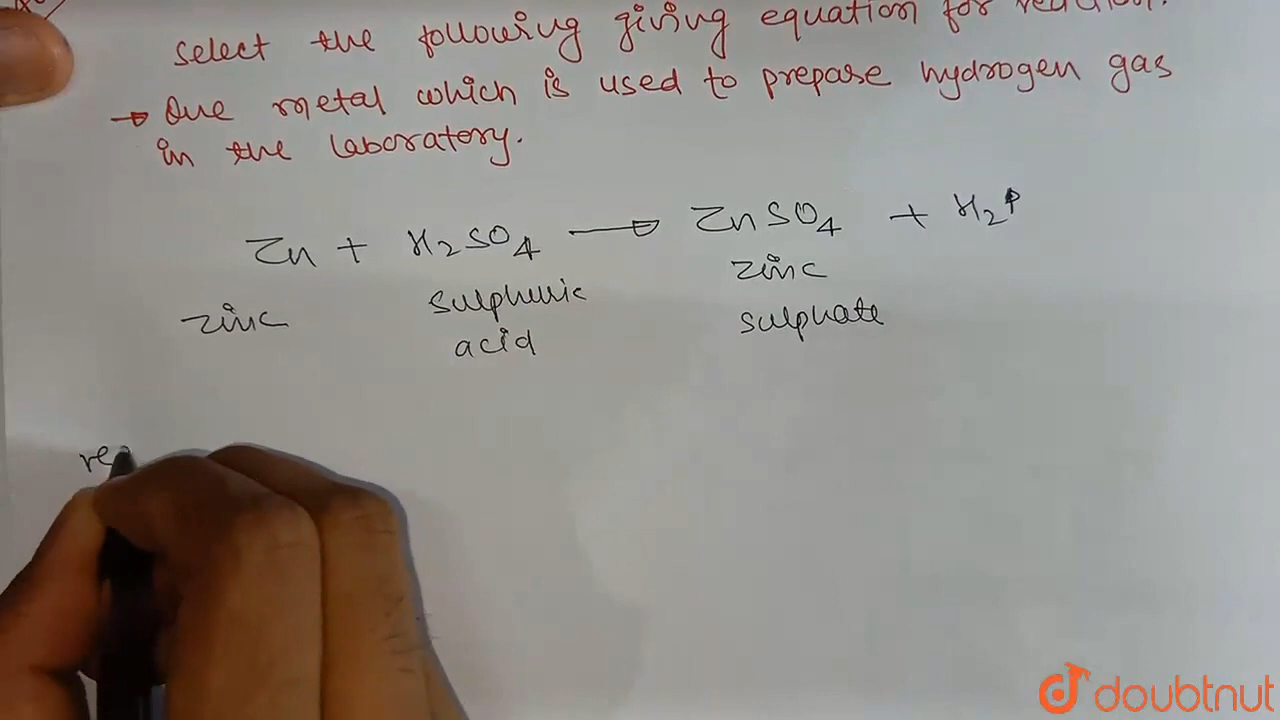 select the following giving equation for reaction.
→ One metal which is used to prepare hydrogen gas
in the laboratory.
Zn + H2SO4 → ZnSO4 + H2↑
zinc sulphuric acid zinc sulphate
re
doubtnut